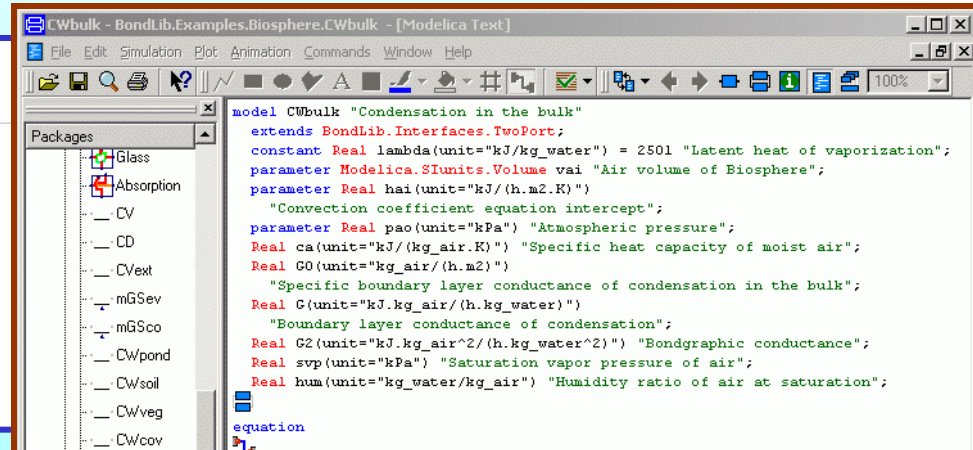 CWbulk - BondLib.Examples.Biosphere.CWbulk - [Modelica Text]
File Edit Simulation Plot Animation Commands Window Help
A 100%
Packages
Glass
Absorption
CV
CD
CVext
mGSev
mGSco
CWpond
CWsoil
CWveg
CWcov
model CWbulk "Condensation in the bulk"
extends BondLib.Interfaces.TwoPort;
constant Real lambda(unit="kJ/kg_water") = 2501 "Latent heat of vaporization";
parameter Modelica.SIunits.Volume vai "Air volume of Biosphere";
parameter Real hai(unit="kJ/(h.m2.K)")
"Convection coefficient equation intercept";
parameter Real pao(unit="kPa") "Atmospheric pressure";
Real ca(unit="kJ/(kg_air.K)") "Specific heat capacity of moist air";
Real G0(unit="kg_air/(h.m2)")
"Specific boundary layer conductance of condensation in the bulk";
Real G(unit="kJ.kg_air/(h.kg_water)")
"Boundary layer conductance of condensation";
Real G2(unit="kJ.kg_air^2/(h.kg_water^2)") "Bondgraphic conductance";
Real svp(unit="kPa") "Saturation vapor pressure of air";
Real hum(unit="kg_water/kg_air") "Humidity ratio of air at saturation";
equation